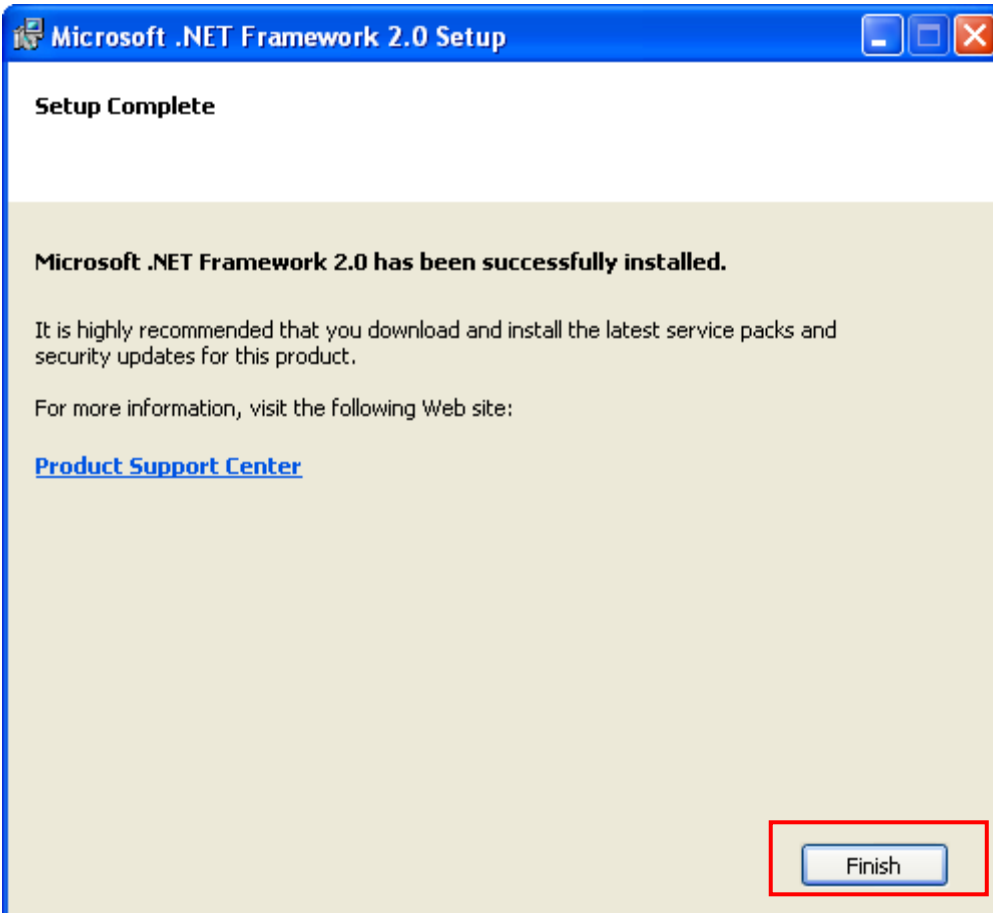 Microsoft .NET Framework 2.0 Setup
Setup Complete
Microsoft .NET Framework 2.0 has been successfully installed.
It is highly recommended that you download and install the latest service packs and
security updates for this product.
For more information, visit the following Web site:
Product Support Center
Finish